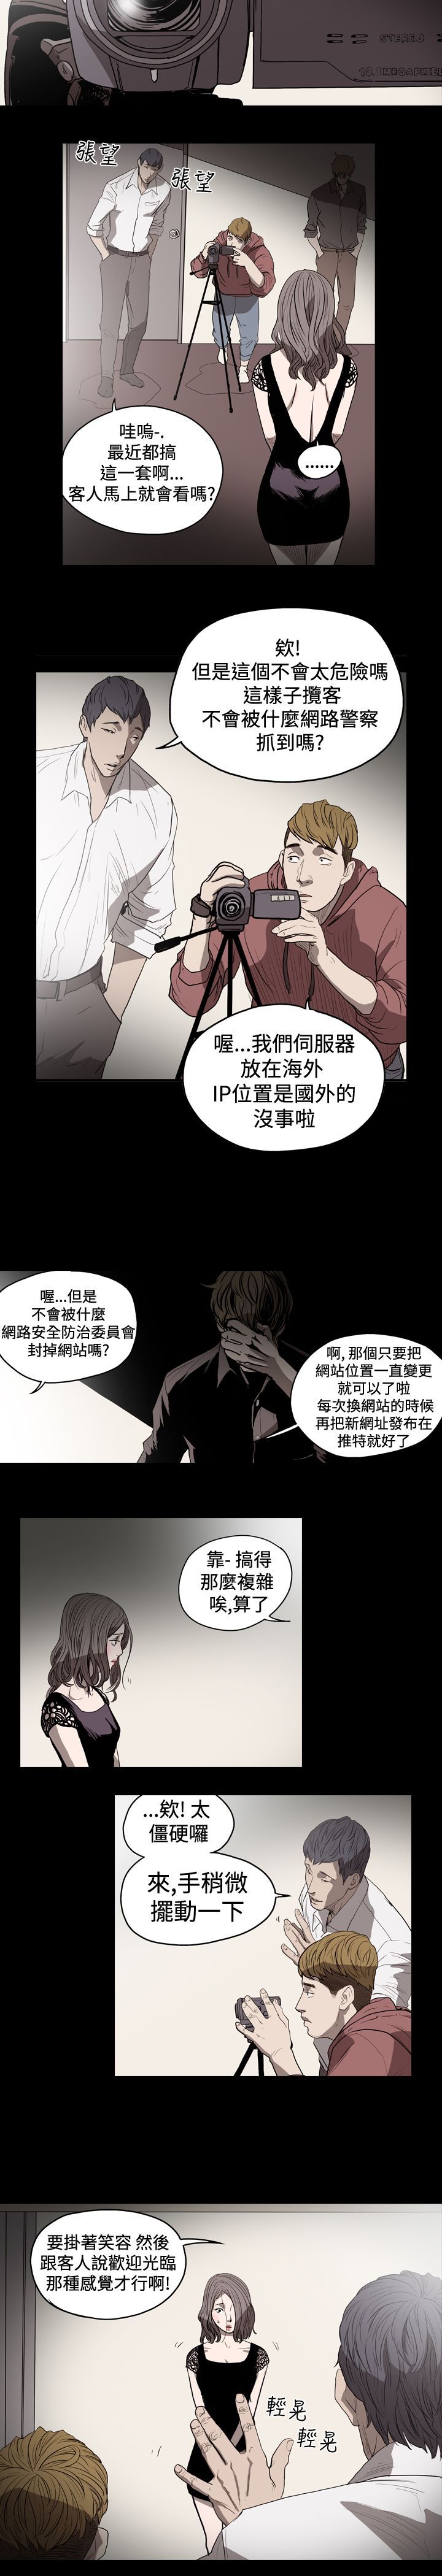 STEREO
10.1MEGAPIXEL
張望
張望
哇嗚-.
最近都搞
這一套啊...
客人馬上就會看嗎?
......
欸!
但是這個不會太危險嗎
這樣子攬客
不會被什麼網路警察
抓到嗎?
喔...我們伺服器
放在海外
IP位置是國外的
沒事啦
喔...但是
不會被什麼
網路安全防治委員會
封掉網站嗎?
啊, 那個只要把
網站位置一直變更
就可以了啦
每次換網站的時候
再把新網址發布在
推特就好了
靠- 搞得
那麼複雜
唉,算了
...欸! 太
僵硬囉
來,手稍微
擺動一下
要掛著笑容 然後
跟客人說歡迎光臨
那種感覺才行啊!
輕晃
輕晃